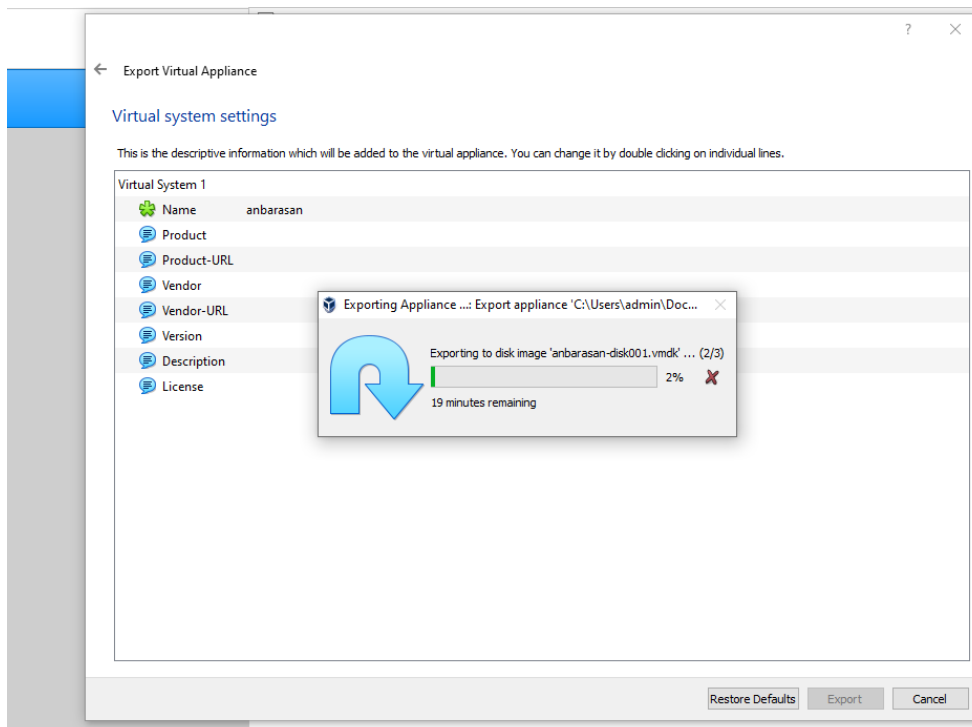 ?
Export Virtual Appliance
Virtual system settings
This is the descriptive information which will be added to the virtual appliance. You can change it by double clicking on individual lines.
Virtual System 1
Name anbarasan
Product
Product-URL
Vendor
Vendor-URL
Version
Description
License
Exporting Appliance ...: Export appliance 'C:\Users\admin\Doc...
Exporting to disk image 'anbarasan-disk001.vmdk' ... (2/3)
2%
19 minutes remaining
Restore Defaults Export Cancel